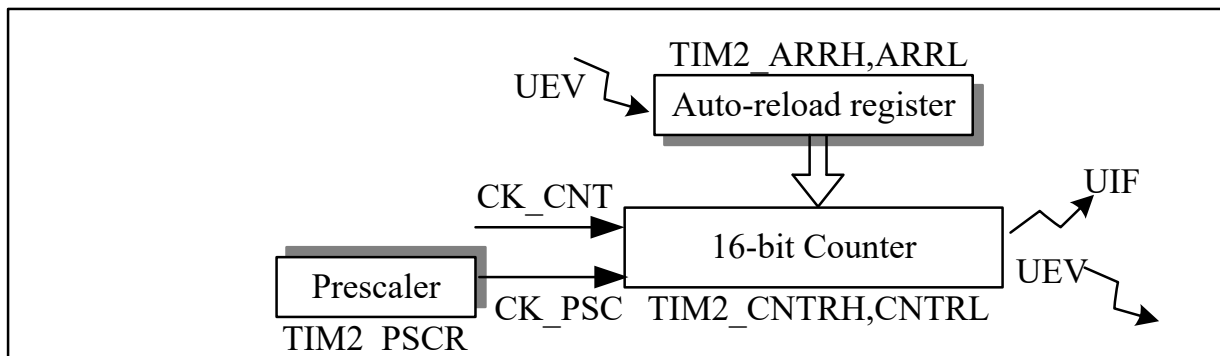 TIM2_ARRH,ARRL
UEV
Auto-reload register
CK_CNT
UIF
16-bit Counter
UEV
Prescaler
CK_PSC
TIM2_CNTRH,CNTRL
TIM2_PSCR